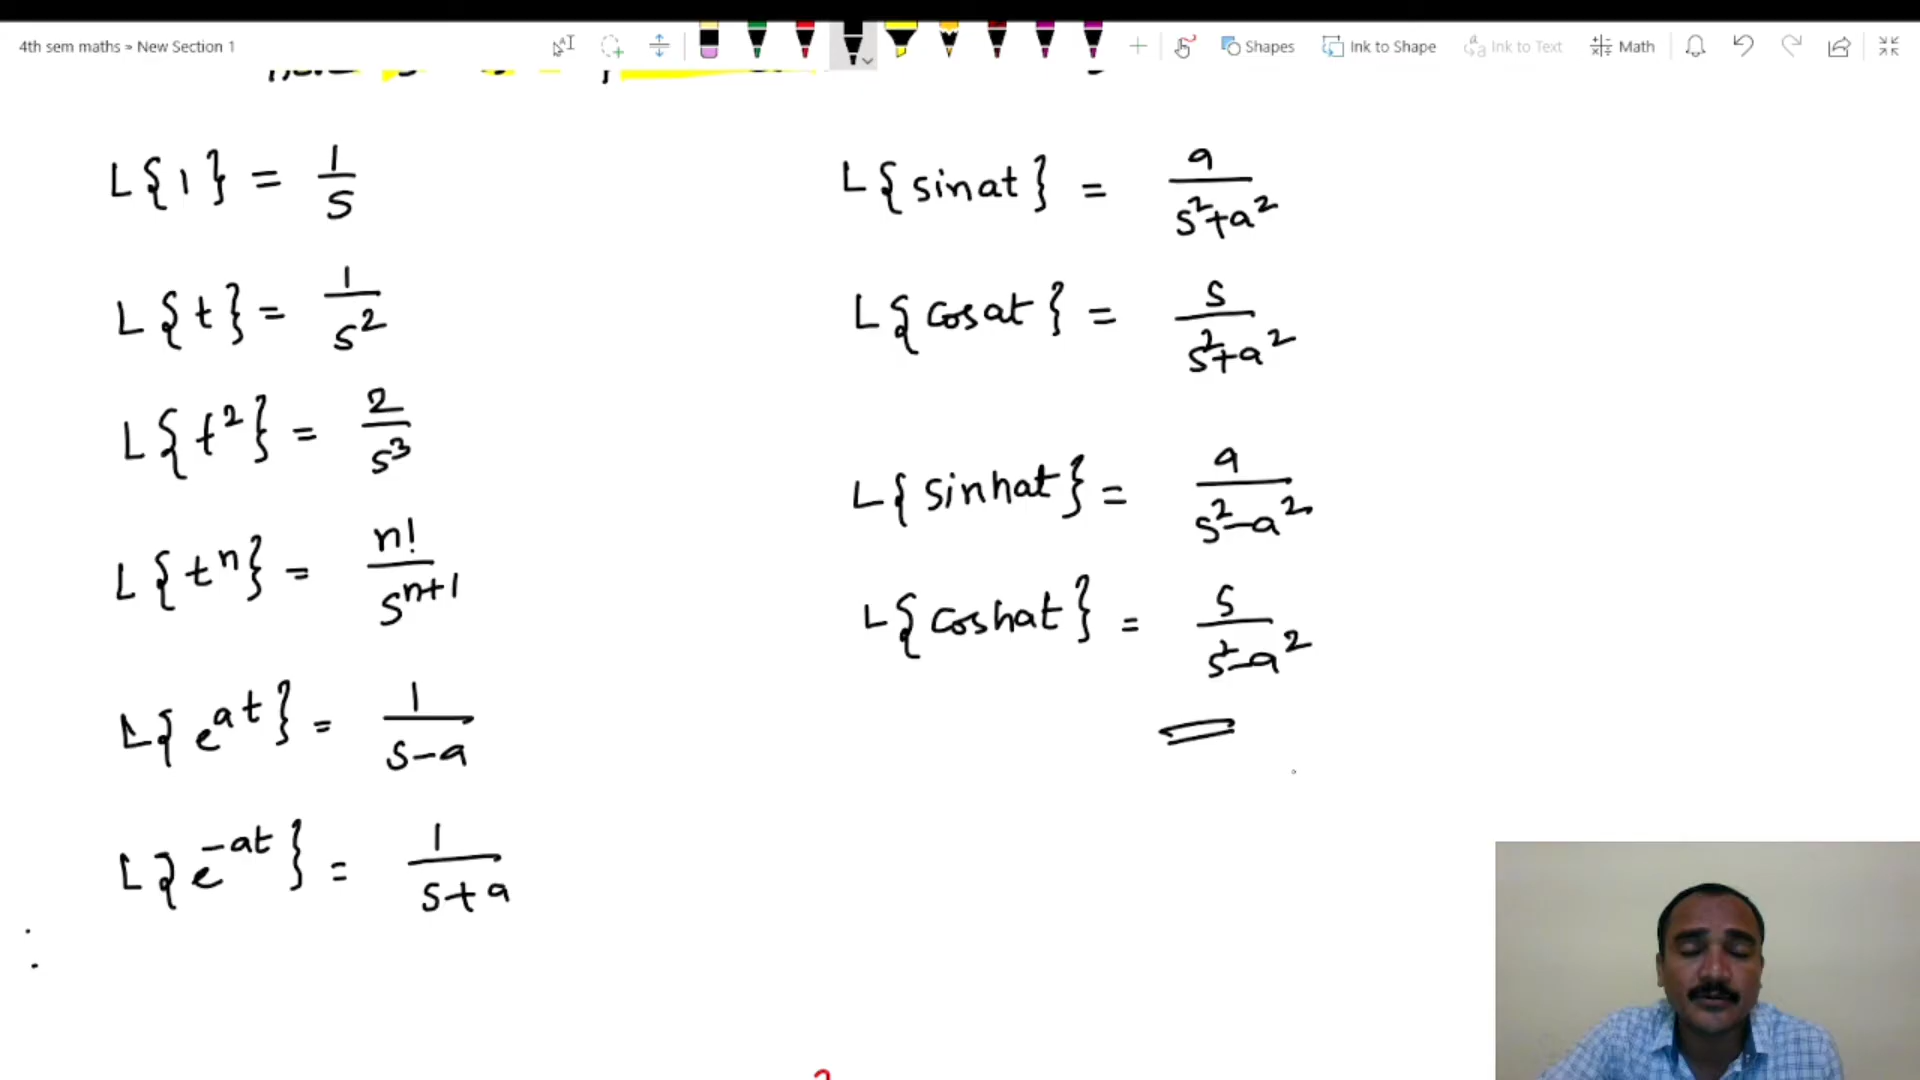 4th sem maths » New Section 1
Shapes
Ink to Shape
Ink to Text
Math
L{1} = 1/s
L{t} = 1/s²
L{t²} = 2/s³
L{tⁿ} = n!/sⁿ⁺¹
L{e^at} = 1/(s-a)
L{e^-at} = 1/(s+a)
L{sinat} = a/(s²+a²)
L{cosat} = s/(s²+a²)
L{sinhat} = a/(s²-a²)
L{coshat} = s/(s²-a²)